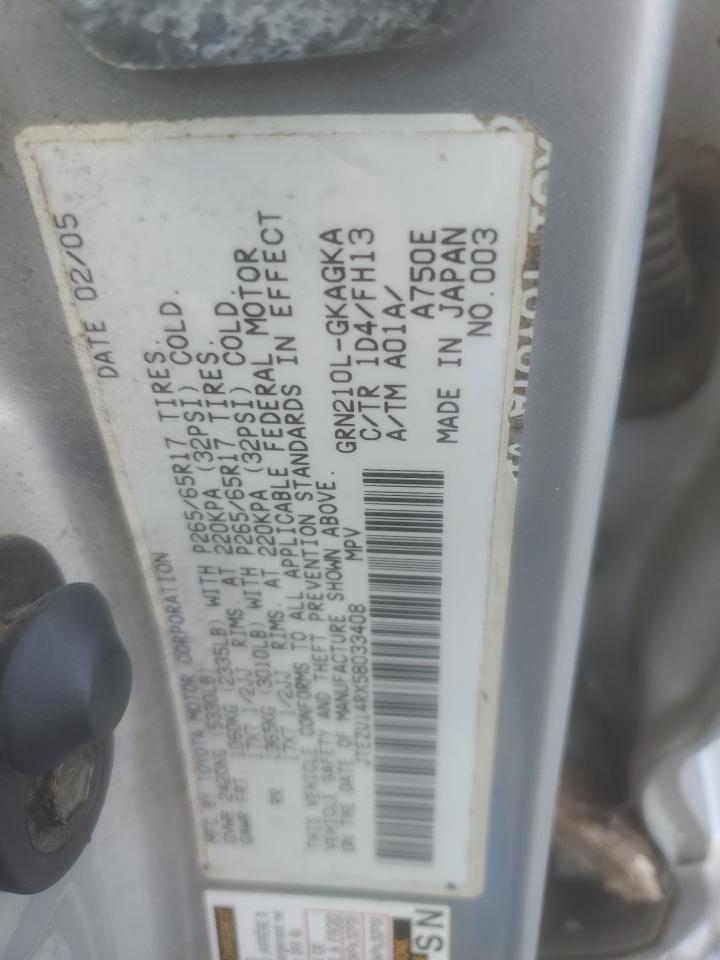 DATE 02/05
MFD BY TOYOTA MOTOR CORPORATION
GVWR 2420KG (5330LB)
GAWR FRT. 1060KG (2335LB) WITH P265/65R17 TIRES.
17X7 1/2JJ RIMS. AT 220KPA (32PSI) COLD.
RR. 1365KG (3010LB) WITH P265/65R17 TIRES.
17X7 1/2JJ RIMS. AT 220KPA (32PSI) COLD.
THIS VEHICLE CONFORMS TO ALL APPLICABLE FEDERAL MOTOR
VEHICLE SAFETY AND THEFT PREVENTION STANDARDS IN EFFECT
ON THE DATE OF MANUFACTURE SHOWN ABOVE.
JTEZU14RX58033408 MPV
GRN210L-GKAGKA
C/TR 1D4/FH13
A/TM A01A/
A750E
MADE IN JAPAN
NO.003
SN